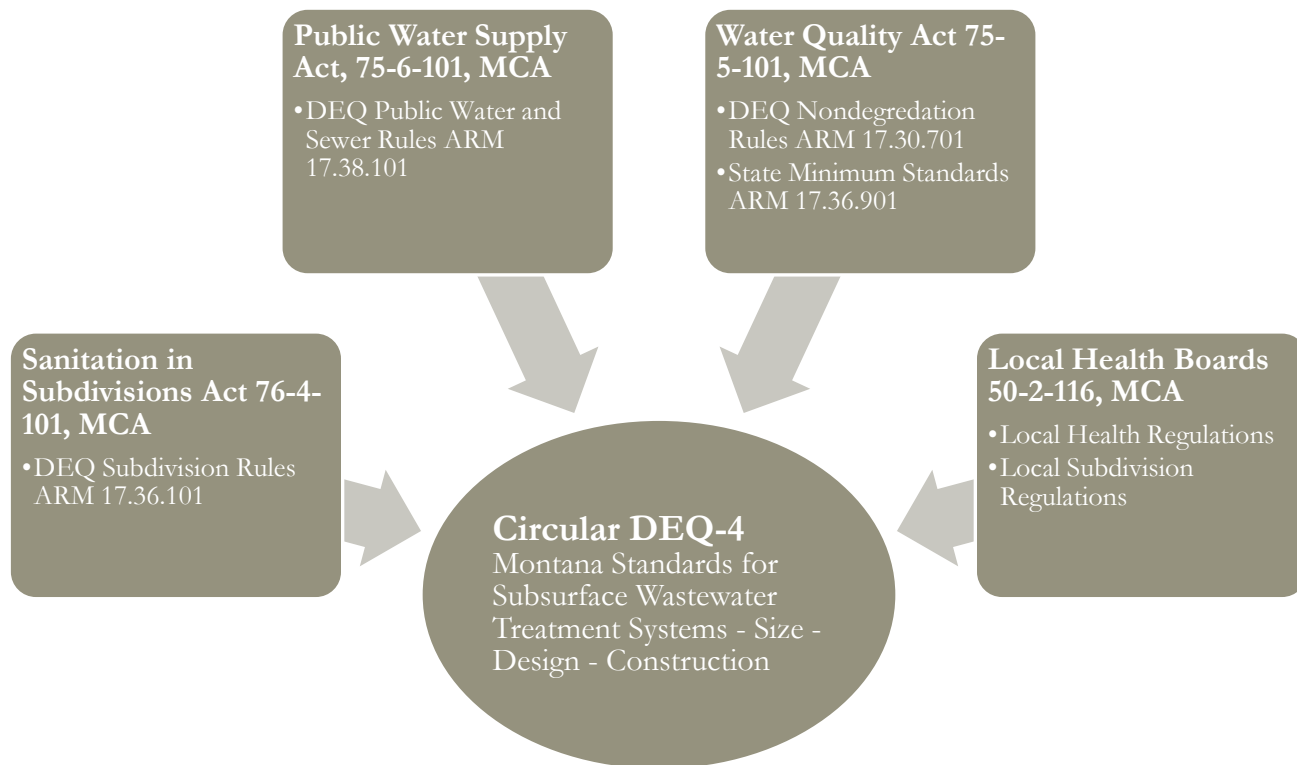 Public Water Supply
Act, 75-6-101, MCA
•DEQ Public Water and
Sewer Rules ARM
17.38.101
Water Quality Act 75-
5-101, MCA
•DEQ Nondegredation
Rules ARM 17.30.701
•State Minimum Standards
ARM 17.36.901
Sanitation in
Subdivisions Act 76-4-
101, MCA
•DEQ Subdivision Rules
ARM 17.36.101
Local Health Boards
50-2-116, MCA
•Local Health Regulations
•Local Subdivision
Regulations
Circular DEQ-4
Montana Standards for
Subsurface Wastewater
Treatment Systems - Size -
Design - Construction